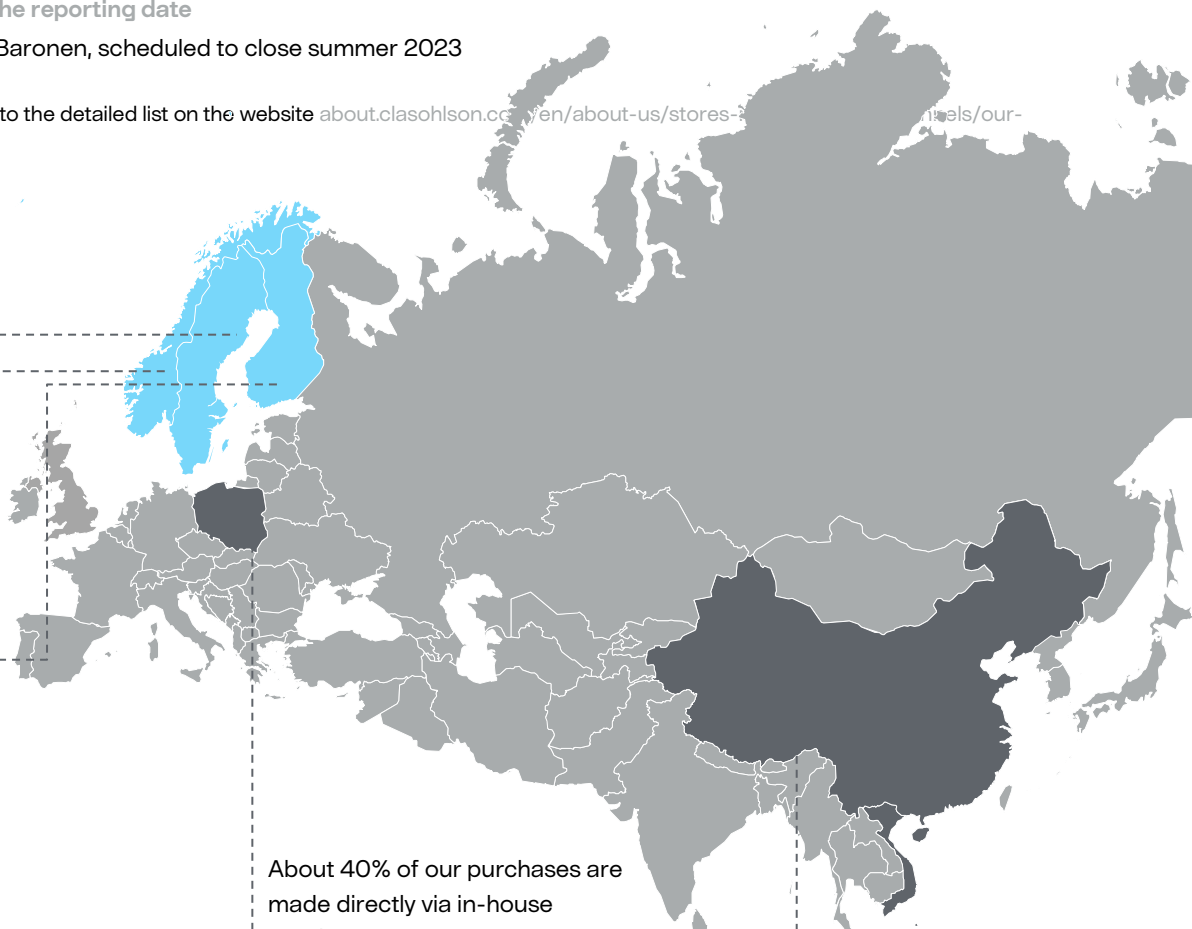 he reporting date
Baronen, scheduled to close summer 2023
to the detailed list on the website about.clasohlson.co /en/about-us/stores- els/our-
About 40% of our purchases are
made directly via in-house